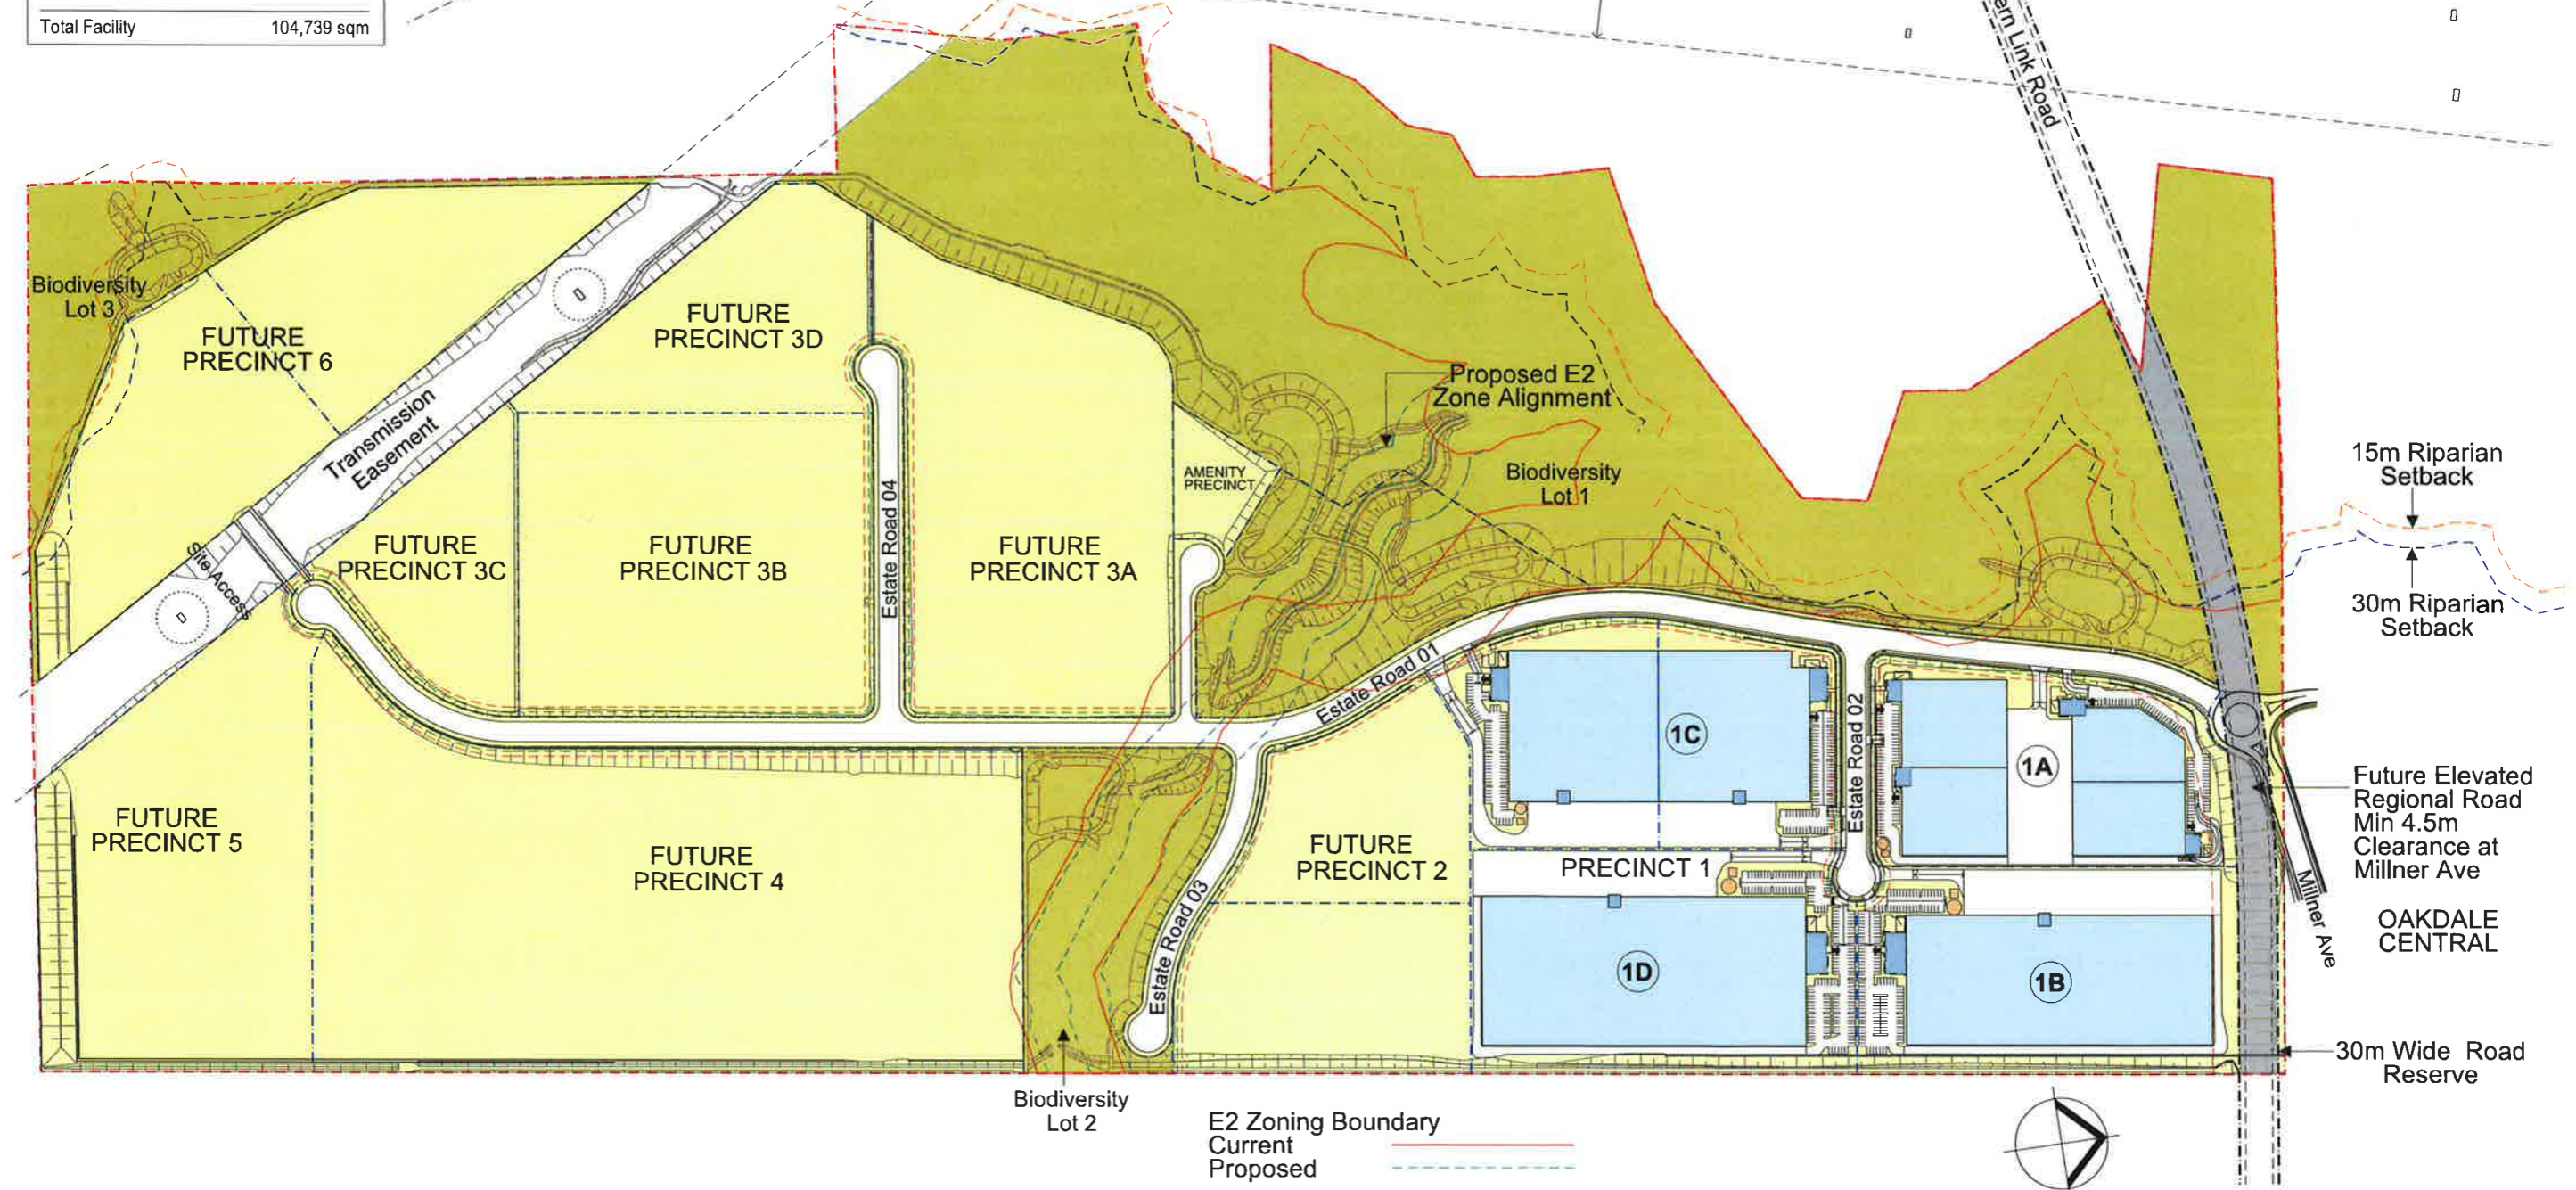 Total Facility 104,739 sqm
ern Link Road
Biodiversity
Lot 3
FUTURE
PRECINCT 6
FUTURE
PRECINCT 3D
Transmission
Easement
Proposed E2
Zone Alignment
AMENITY
PRECINCT
Biodiversity
Lot 1
15m Riparian
Setback
30m Riparian
Setback
Site Access
FUTURE
PRECINCT 3C
FUTURE
PRECINCT 3B
Estate Road 04
FUTURE
PRECINCT 3A
Estate Road 01
1C
Estate Road 02
1A
Future Elevated
Regional Road
Min 4.5m
Clearance at
Millner Ave
FUTURE
PRECINCT 5
FUTURE
PRECINCT 4
Estate Road 03
FUTURE
PRECINCT 2
PRECINCT 1
1D
1B
Millner Ave
OAKDALE
CENTRAL
30m Wide Road
Reserve
Biodiversity
Lot 2
E2 Zoning Boundary
Current
Proposed